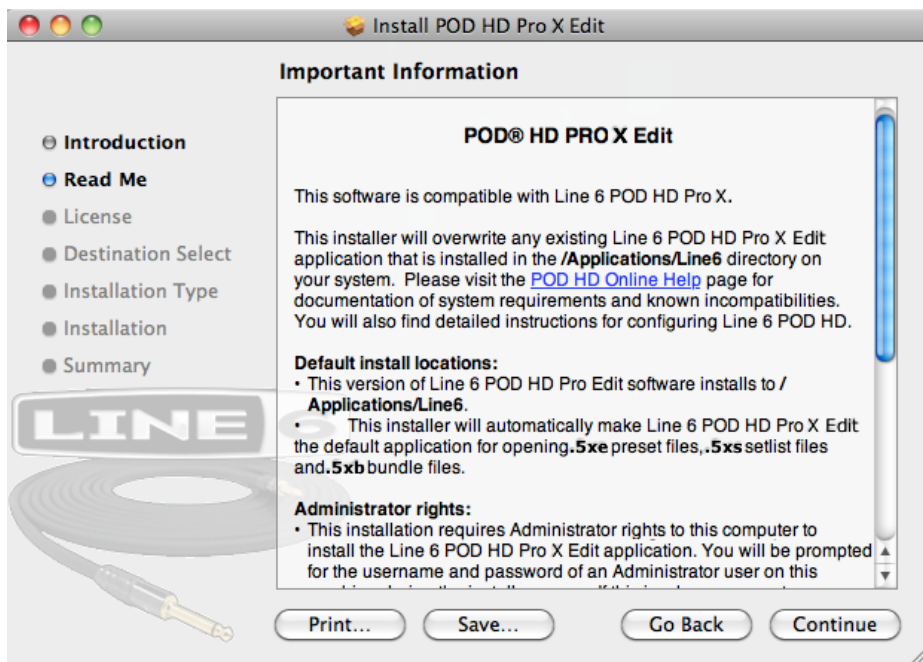 Install POD HD Pro X Edit
Important Information
Introduction
Read Me
License
Destination Select
Installation Type
Installation
Summary
LINE 6
POD® HD PRO X Edit
This software is compatible with Line 6 POD HD Pro X.
This installer will overwrite any existing Line 6 POD HD Pro X Edit
application that is installed in the /Applications/Line6 directory on
your system.  Please visit the POD HD Online Help page for
documentation of system requirements and known incompatibilities.
You will also find detailed instructions for configuring Line 6 POD HD.
Default install locations:
• This version of Line 6 POD HD Pro Edit software installs to /
Applications/Line6.
• This installer will automatically make Line 6 POD HD Pro X Edit
the default application for opening.5xe preset files,.5xs setlist files
and.5xb bundle files.
Administrator rights:
• This installation requires Administrator rights to this computer to
install the Line 6 POD HD Pro X Edit application. You will be prompted
for the username and password of an Administrator user on this
Print...
Save...
Go Back
Continue